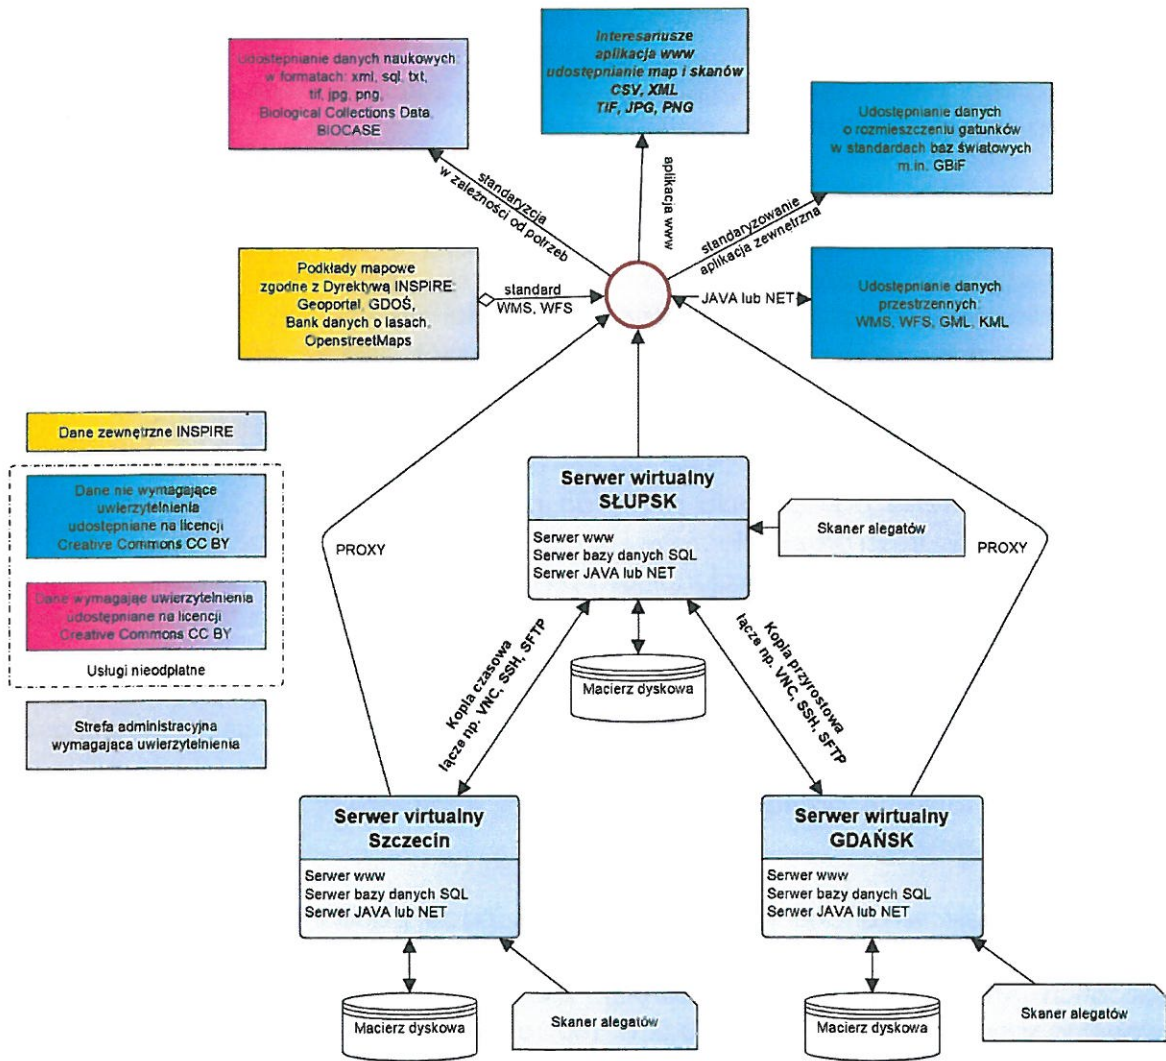 Udostępnianie danych naukowych:
w formatach: xml, sql, txt,
tif, jpg, png,
Biological Collections Data,
BIOCASE
Interesariusze
aplikacja www
udostępnianie map i skanów
CSV, XML
TIF, JPG, PNG
Udostępnianie danych
o rozmieszczeniu gatunków
w standardach baz światowych
m.in. GBiF
standaryzcja
w zależności od potrzeb
aplikacja www
standaryzowanie
aplikacja zewnętrzna
Podkłady mapowe
zgodne z Dyrektywą INSPIRE:
Geoportal, GDOŚ,
Bank danych o lasach,
OpenstreetMaps
standard
WMS, WFS
JAVA lub NET
Udostępnianie danych
przestrzennych:
WMS, WFS, GML, KML
Dane zewnętrzne INSPIRE
Dane nie wymagające
uwierzytelnienia
udostępniane na licencji
Creative Commons CC BY
Dane wymagające uwierzytelnienia
udostępniane na licencji
Creative Commons CC BY
Usługi nieodpłatne
Strefa administracyjna
wymagająca uwierzytelnienia
PROXY
Serwer wirtualny
SŁUPSK
Serwer www
Serwer bazy danych SQL
Serwer JAVA lub NET
Skaner alegatów
PROXY
Macierz dyskowa
Kopia czasowa
łącze np. VNC, SSH, SFTP
Kopia przyrostowa
łącze np. VNC, SSH, SFTP
Serwer virtualny
Szczecin
Serwer www
Serwer bazy danych SQL
Serwer JAVA lub NET
Macierz dyskowa
Skaner alegatów
Serwer wirtualny
GDAŃSK
Serwer www
Serwer bazy danych SQL
Serwer JAVA lub NET
Macierz dyskowa
Skaner alegatów